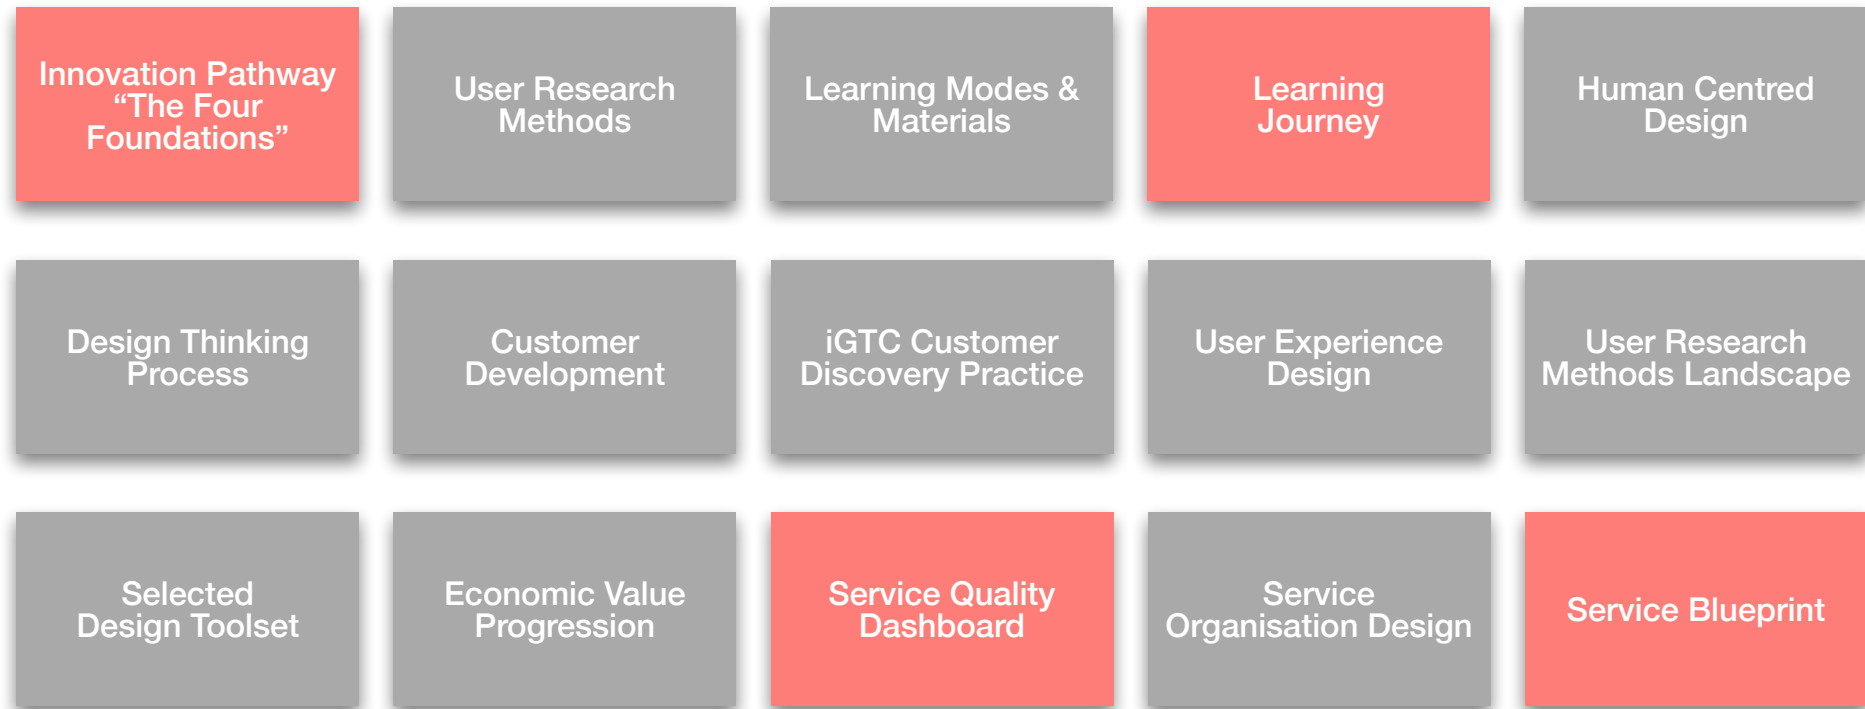 Innovation Pathway
“The Four
Foundations”
User Research
Methods
Learning Modes &
Materials
Learning
Journey
Human Centred
Design
Design Thinking
Process
Customer
Development
iGTC Customer
Discovery Practice
User Experience
Design
User Research
Methods Landscape
Selected
Design Toolset
Economic Value
Progression
Service Quality
Dashboard
Service
Organisation Design
Service Blueprint